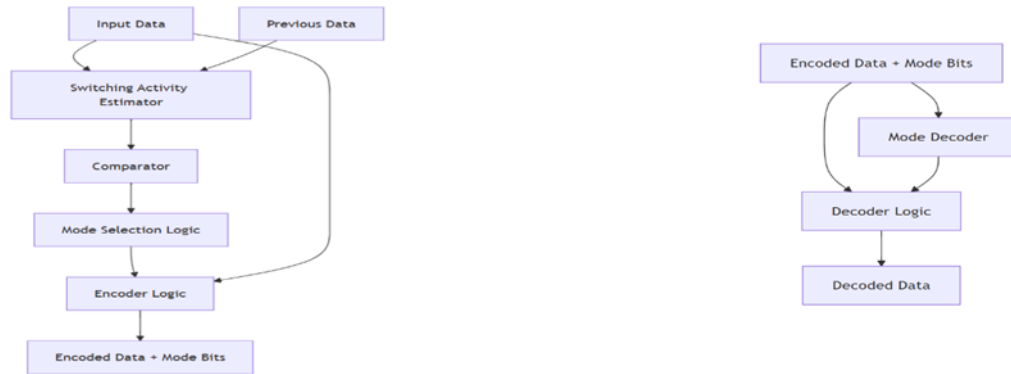 Input Data
Previous Data
Switching Activity
Estimator
Comparator
Mode Selection Logic
Encoder Logic
Encoded Data + Mode Bits
Encoded Data + Mode Bits
Mode Decoder
Decoder Logic
Decoded Data